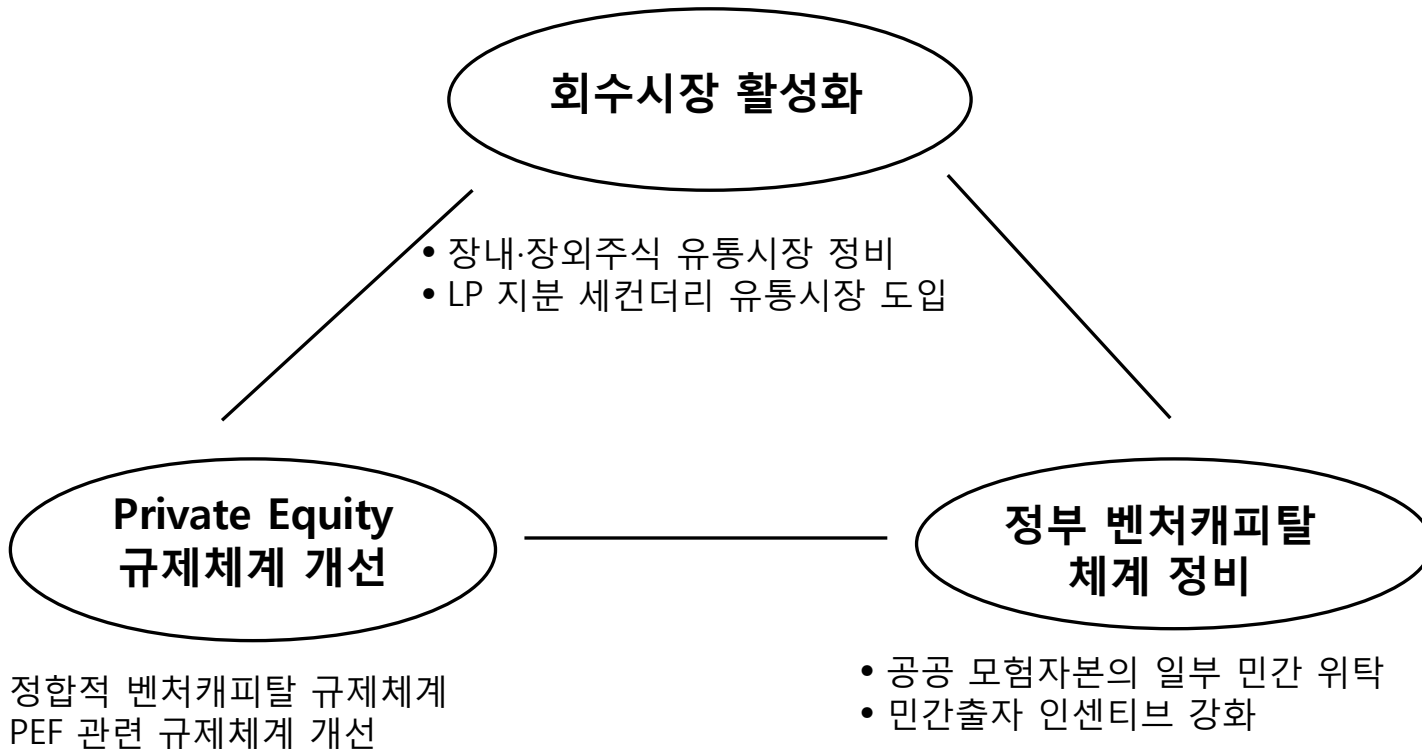 회수시장 활성화
• 장내·장외주식 유통시장 정비
• LP 지분 세컨더리 유통시장 도입
Private Equity
규제체계 개선
정합적 벤처캐피탈 규제체계
PEF 관련 규제체계 개선
정부 벤처캐피탈
체계 정비
• 공공 모험자본의 일부 민간 위탁
• 민간출자 인센티브 강화